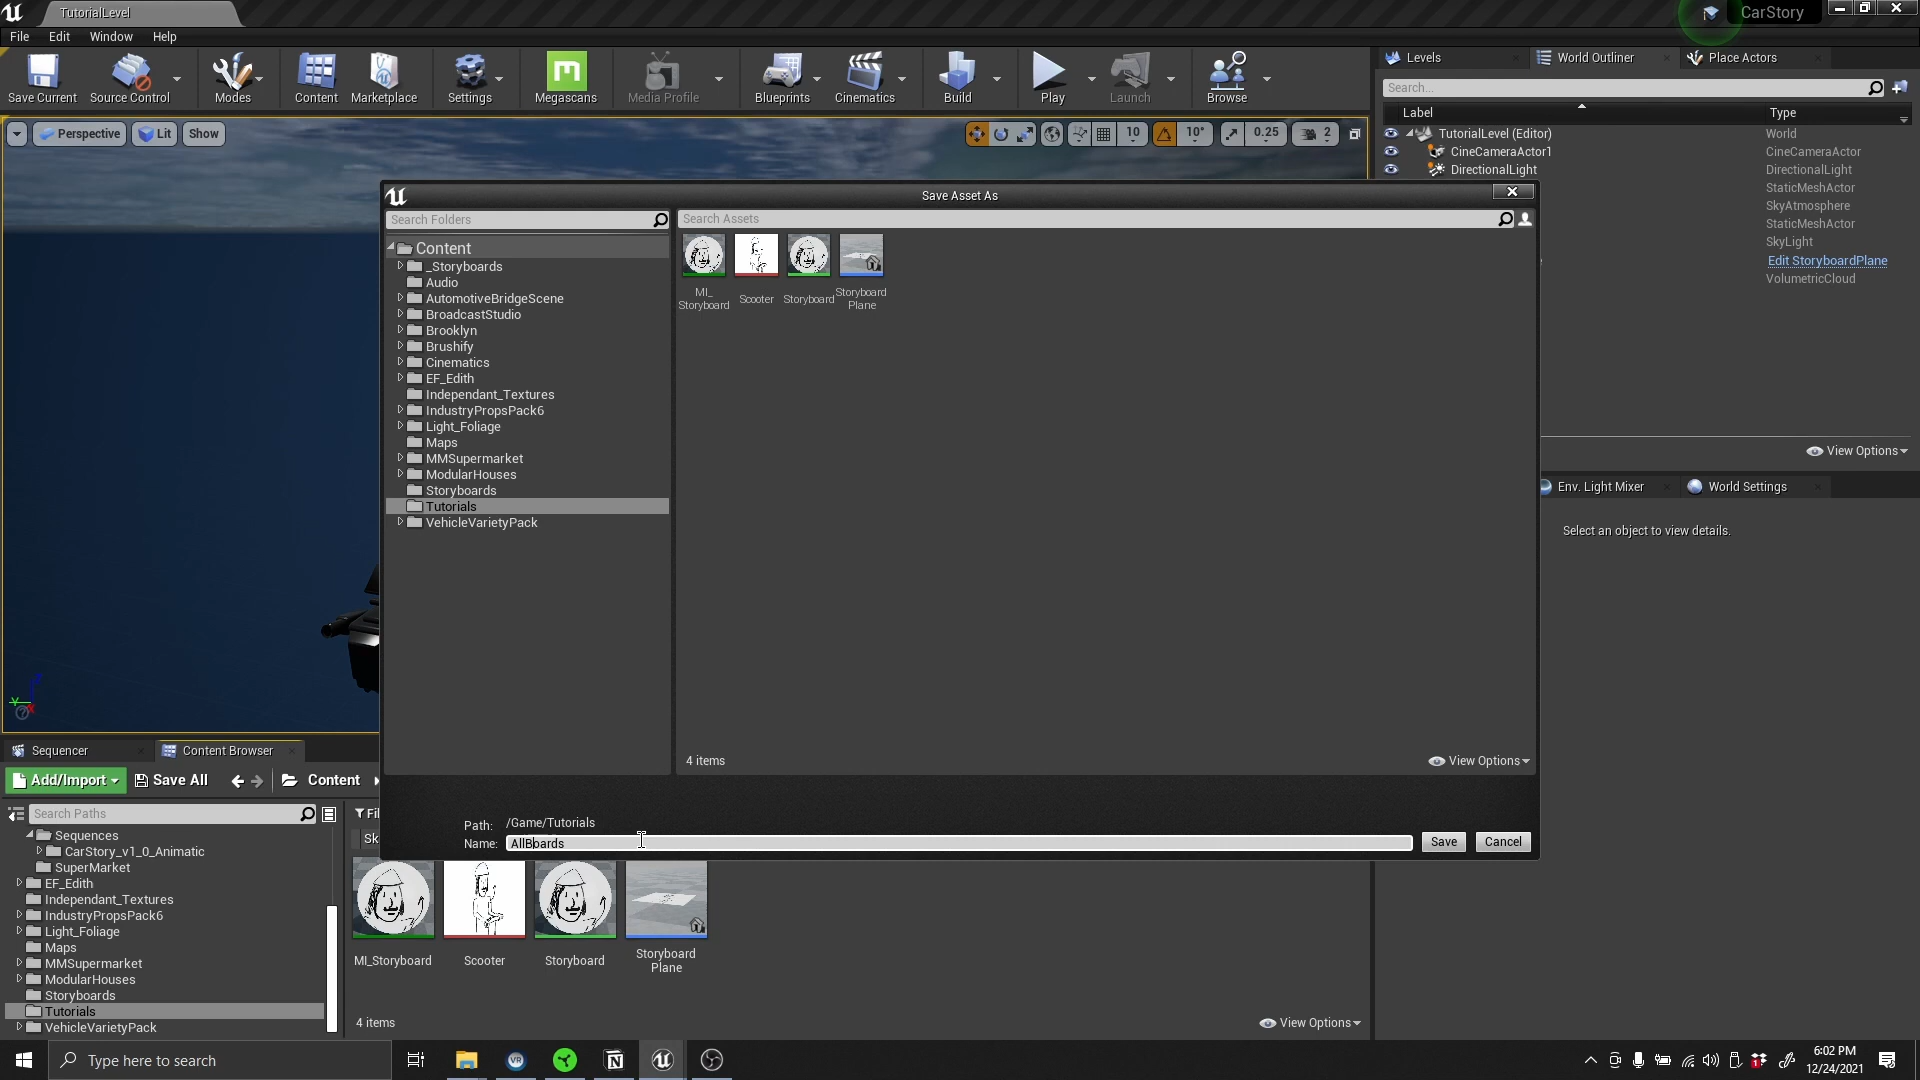 TutorialLevel
CarStory
File Edit Window Help
Levels
World Outliner
Place Actors
Save Current
Source Control
Modes
Content
Marketplace
Settings
Megascans
Media Profile
Blueprints
Cinematics
Build
Play
Launch
Browse
Search...
Label
Type
Perspective
Lit
Show
10
10°
0.25
2
TutorialLevel (Editor) World
CineCameraActor1 CineCameraActor
DirectionalLight DirectionalLight
StaticMeshActor
SkyAtmosphere
StaticMeshActor
SkyLight
Edit StoryboardPlane
VolumetricCloud
View Options
Env. Light Mixer
World Settings
Select an object to view details.
Save Asset As
Search Folders
Search Assets
Content
_Storyboards
Audio
AutomotiveBridgeScene
BroadcastStudio
Brooklyn
Brushify
Cinematics
EF_Edith
Independant_Textures
IndustryPropsPack6
Light_Foliage
Maps
MMSupermarket
ModularHouses
Storyboards
Tutorials
VehicleVarietyPack
MI_
Storyboard
Scooter
Storyboard
Storyboard
Plane
4 items
View Options
Path: /Game/Tutorials
Name: AllBoards
Save
Cancel
Sequencer
Content Browser
Add/Import
Save All
Content
Search Paths
Fil
Sk
Sequences
CarStory_v1_0_Animatic
SuperMarket
EF_Edith
Independant_Textures
IndustryPropsPack6
Light_Foliage
Maps
MMSupermarket
ModularHouses
Storyboards
Tutorials
VehicleVarietyPack
MI_Storyboard
Scooter
Storyboard
Storyboard
Plane
4 items
View Options
Type here to search
6:02 PM
12/24/2021